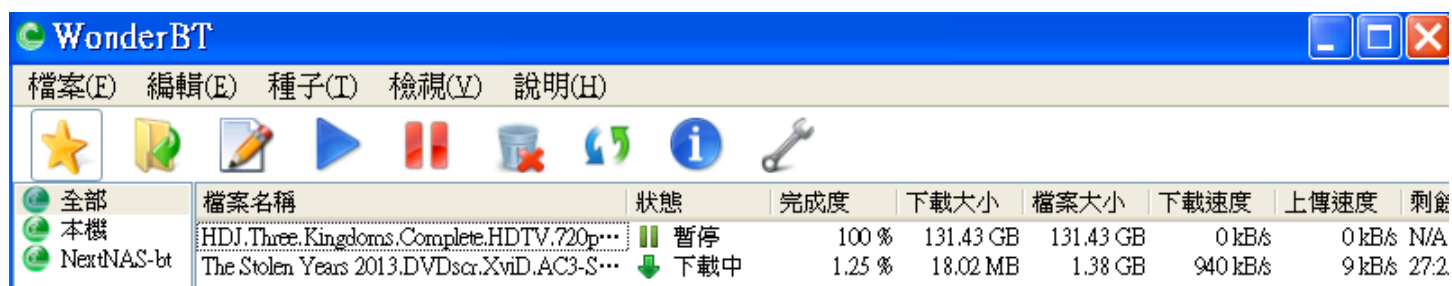 WonderBT
檔案(F) 編輯(E) 種子(T) 檢視(V) 說明(H)
全部 檔案名稱 狀態 完成度 下載大小 檔案大小 下載速度 上傳速度 剩餘
本機 HDJ.Three.Kingdoms.Complete.HDTV.720p… 暫停 100 % 131.43 GB 131.43 GB 0 kB/s 0 kB/s N/A
NextNAS-bt The Stolen Years 2013.DVDscr.XviD.AC3-S… 下載中 1.25 % 18.02 MB 1.38 GB 940 kB/s 9 kB/s 27:2